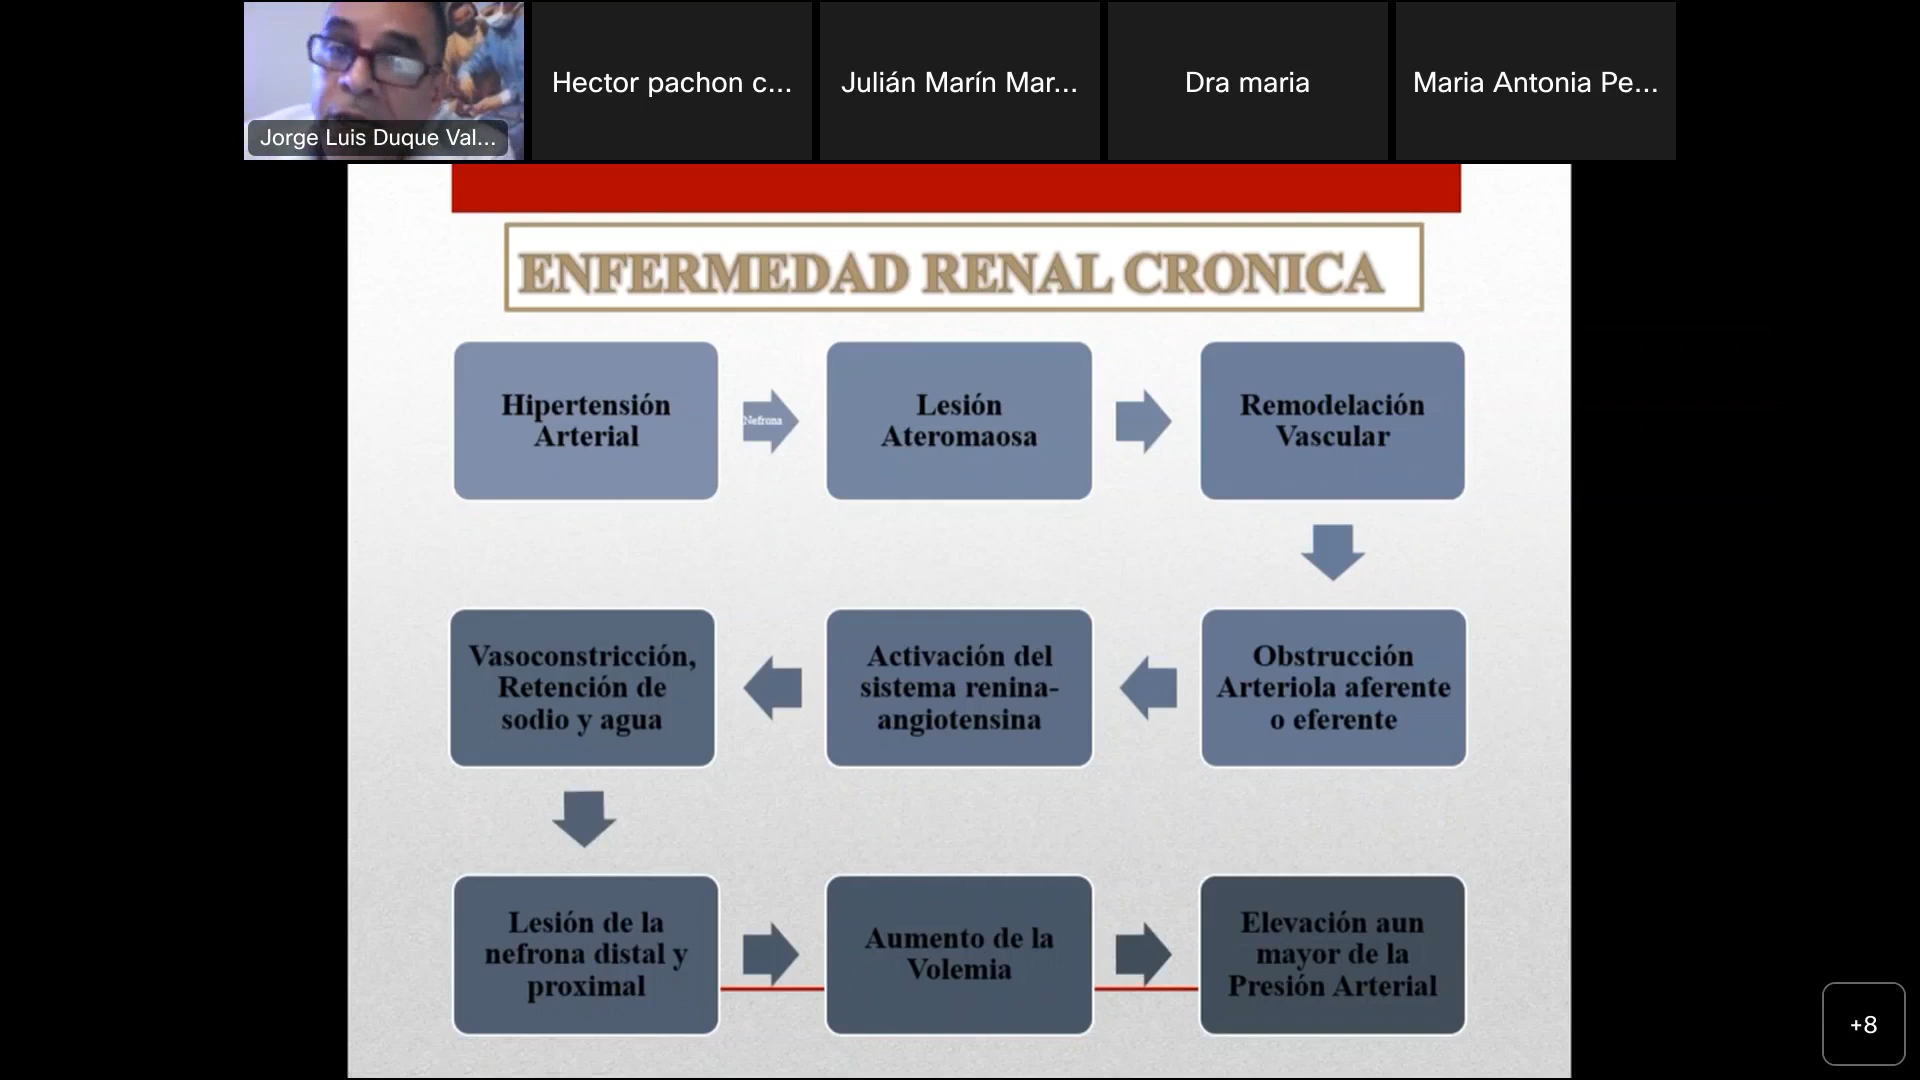 Jorge Luis Duque Val...
Hector pachon c...
Julián Marín Mar...
Dra maria
Maria Antonia Pe...
ENFERMEDAD RENAL CRONICA
Hipertensión
Arterial
Nefrona
Lesión
Ateromaosa
Remodelación
Vascular
Obstrucción
Arteriola aferente
o eferente
Activación del
sistema renina-
angiotensina
Vasoconstricción,
Retención de
sodio y agua
Lesión de la
nefrona distal y
proximal
Aumento de la
Volemia
Elevación aun
mayor de la
Presión Arterial
+8